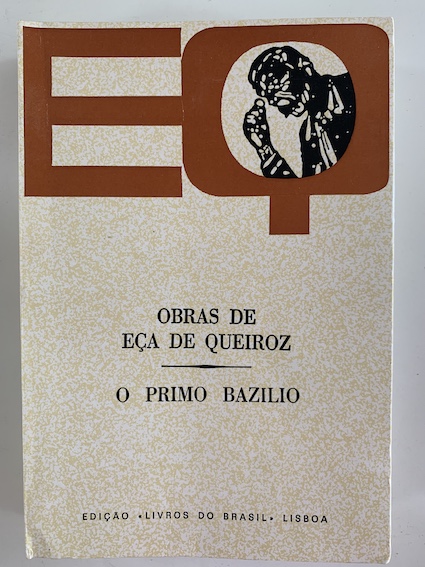 EQ
OBRAS DE
EÇA DE QUEIROZ
O PRIMO BAZILIO
EDIÇÃO •LIVROS DO BRASIL• LISBOA